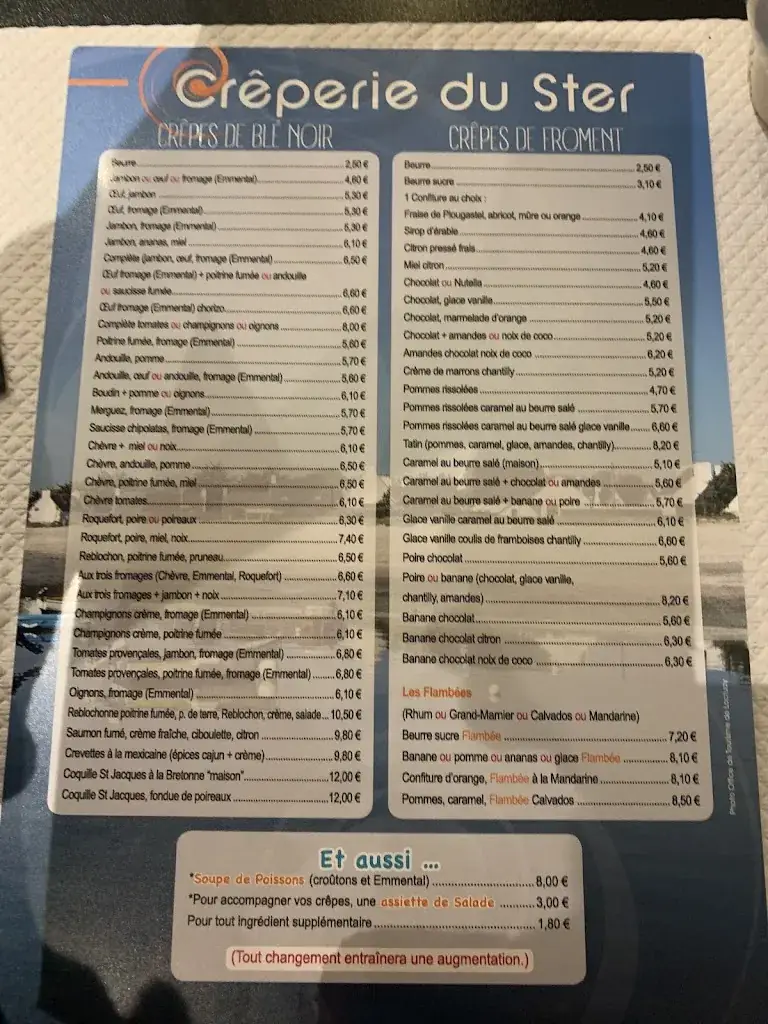 Crêperie du Ster
CRÊPES DE BLÉ NOIR
Beurre 2,50 €
Jambon ou œuf ou fromage (Emmental) 4,60 €
Œuf, jambon 5,30 €
Œuf, fromage (Emmental) 5,30 €
Jambon, fromage (Emmental) 5,30 €
Jambon, ananas, miel 6,10 €
Complète (jambon, œuf, fromage (Emmental) 6,50 €
Œuf fromage (Emmental) + poitrine fumée ou andouille
ou saucisse fumée 6,60 €
Œuf fromage (Emmental) chorizo 6,60 €
Complète tomates ou champignons ou oignons 8,00 €
Poitrine fumée, fromage (Emmental) 5,60 €
Andouille, pomme 5,70 €
Andouille, œuf ou andouille, fromage (Emmental) 5,60 €
Boudin + pomme ou oignons 6,10 €
Merguez, fromage (Emmental) 5,70 €
Saucisse chipolatas, fromage (Emmental) 5,70 €
Chèvre + miel ou noix 6,10 €
Chèvre, andouille, pomme 6,50 €
Chèvre, poitrine fumée, miel 6,50 €
Chèvre tomates 6,10 €
Roquefort, poire ou poireaux 6,30 €
Roquefort, poire, miel, noix 7,40 €
Reblochon, poitrine fumée, pruneau 6,50 €
Aux trois fromages (Chèvre, Emmental, Roquefort) 6,60 €
Aux trois fromages + jambon + noix 7,10 €
Champignons crème, fromage (Emmental) 6,10 €
Champignons crème, poitrine fumée 6,10 €
Tomates provençales, jambon, fromage (Emmental) 6,80 €
Tomates provençales, poitrine fumée, fromage (Emmental) 6,80 €
Oignons, fromage (Emmental) 6,10 €
Reblochonne poitrine fumée, p. de terre, Reblochon, crème, salade 10,50 €
Saumon fumé, crème fraîche, ciboulette, citron 9,80 €
Crevettes à la mexicaine (épices cajun + crème) 9,80 €
Coquille St Jacques à la Bretonne "maison" 12,00 €
Coquille St Jacques, fondue de poireaux 12,00 €
CRÊPES DE FROMENT
Beurre 2,50 €
Beurre sucre 3,10 €
1 Confiture au choix :
Fraise de Plougastel, abricot, mûre ou orange 4,10 €
Sirop d'érable 4,60 €
Citron pressé frais 4,60 €
Miel citron 5,20 €
Chocolat ou Nutella 4,60 €
Chocolat, glace vanille 5,50 €
Chocolat, marmelade d'orange 5,20 €
Chocolat + amandes ou noix de coco 5,20 €
Amandes chocolat noix de coco 6,20 €
Crème de marrons chantilly 5,20 €
Pommes rissolées 4,70 €
Pommes rissolées caramel au beurre salé 5,70 €
Pommes rissolées caramel au beurre salé glace vanille 6,60 €
Tatin (pommes, caramel, glace, amandes, chantilly) 8,20 €
Caramel au beurre salé (maison) 5,10 €
Caramel au beurre salé + chocolat ou amandes 5,60 €
Caramel au beurre salé + banane ou poire 5,70 €
Glace vanille caramel au beurre salé 6,10 €
Glace vanille coulis de framboises chantilly 6,60 €
Poire chocolat 5,60 €
Poire ou banane (chocolat, glace vanille,
chantilly, amandes) 8,20 €
Banane chocolat 5,60 €
Banane chocolat citron 6,30 €
Banane chocolat noix de coco 6,30 €
Les Flambées
(Rhum ou Grand-Marnier ou Calvados ou Mandarine)
Beurre sucre Flambée 7,20 €
Banane ou pomme ou ananas ou glace Flambée 8,10 €
Confiture d'orange, Flambée à la Mandarine 8,10 €
Pommes, caramel, Flambée Calvados 8,50 €
Photo Office de Tourisme de Loctudy
Et aussi ...
*Soupe de Poissons (croûtons et Emmental) 8,00 €
*Pour accompagner vos crêpes, une assiette de Salade 3,00 €
Pour tout ingrédient supplémentaire 1,80 €
(Tout changement entraînera une augmentation.)